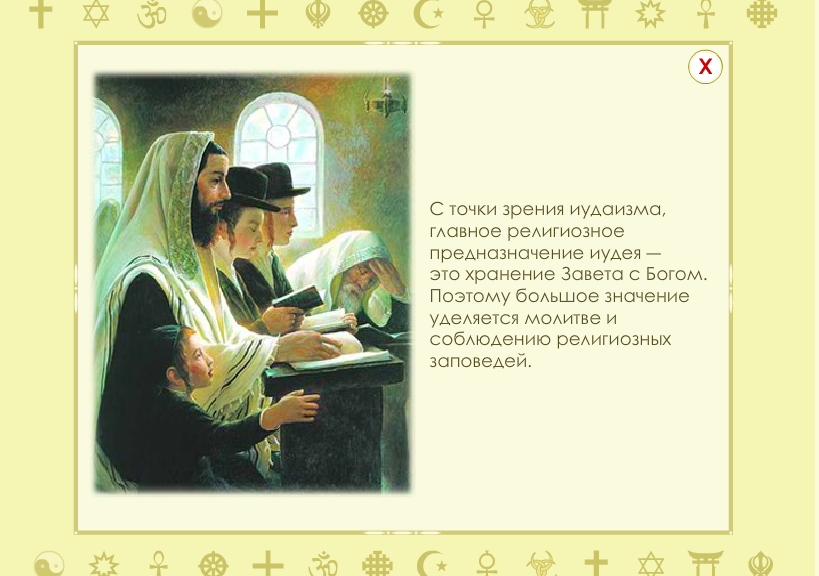 X
С точки зрения иудаизма,
главное религиозное
предназначение иудея —
это хранение Завета с Богом.
Поэтому большое значение
уделяется молитве и
соблюдению религиозных
заповедей.